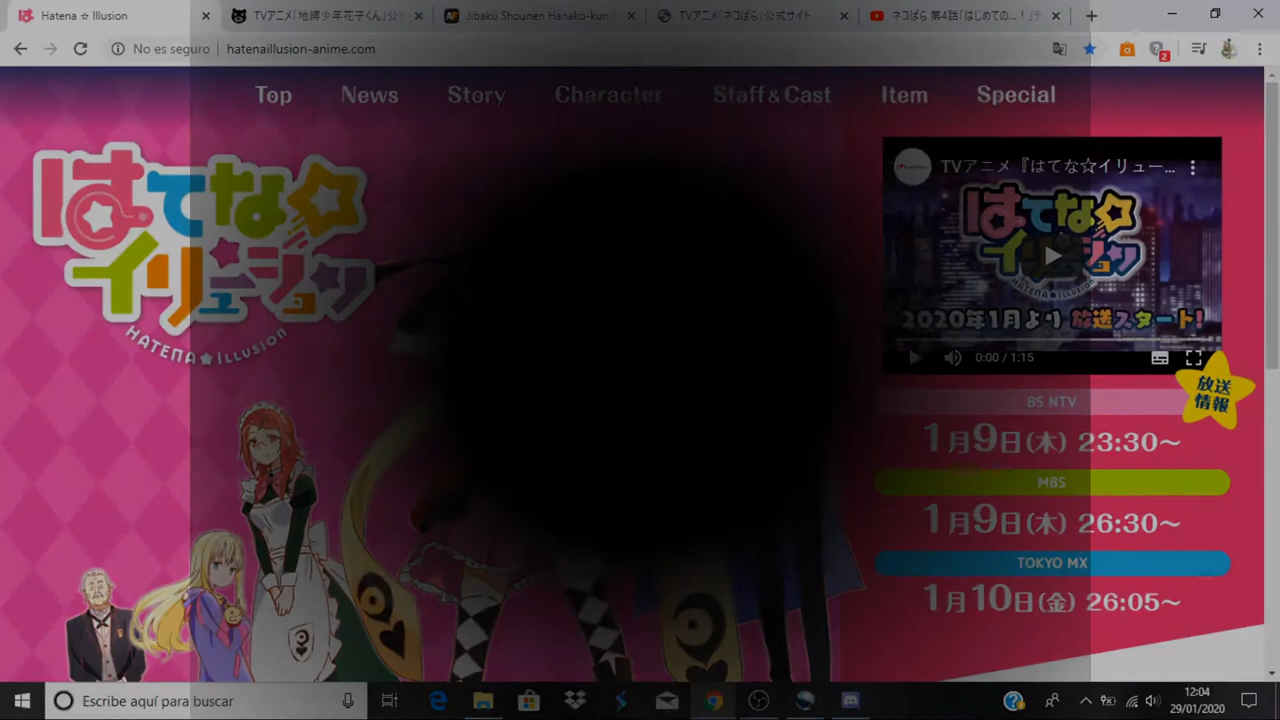 Hatena ☆ Illusion
TVアニメ「地縛少年花子くん」公式
Jibaku Shounen Hanako-kun
TVアニメ「ネコぱら」公式サイト
ネコぱら 第4話「はじめての…！」
No es seguro
hatenaillusion-anime.com
2
Top
News
Story
Character
Staff & Cast
Item
Special
はてな☆
イリュージョン
HATENA★ILLUSION
TVアニメ『はてな☆イリュー...
はてな☆
イリュージョン
HATENA★ILLUSION
2020年1月より 放送スタート!
0:00 / 1:15
放送
情報
BS NTV
1月9日(木) 23:30～
MBS
1月9日(木) 26:30～
TOKYO MX
1月10日(金) 26:05～
Escribe aquí para buscar
12:04
29/01/2020